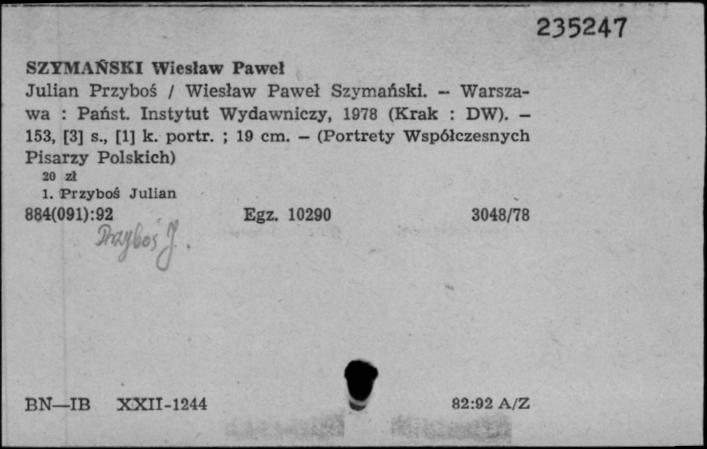 235247
SZYMAŃSKI Wiesław Paweł
Julian Przyboś / Wiesław Paweł Szymański. — Warsza-
wa : Państ. Instytut Wydawniczy, 1978 (Krak : DW). —
153, [3] s., [1] k. portr. ; 19 cm. — (Portrety Współczesnych
Pisarzy Polskich)
20 zł
1. Przyboś Julian
884(091):92 Egz. 10290 3048/78
Przyboś J.
BN—IB XXII-1244 82:92 A/Z